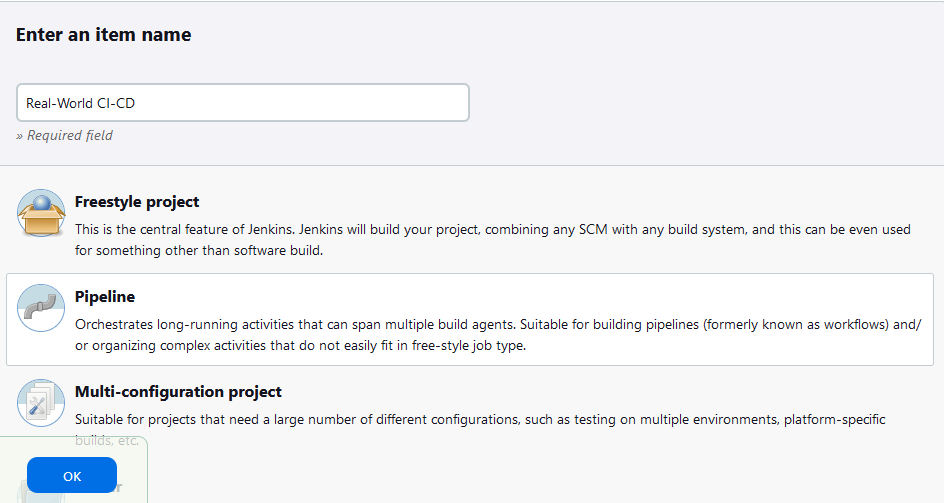 Enter an item name
Real-World CI-CD
» Required field
Freestyle project
This is the central feature of Jenkins. Jenkins will build your project, combining any SCM with any build system, and this can be even used
for something other than software build.
Pipeline
Orchestrates long-running activities that can span multiple build agents. Suitable for building pipelines (formerly known as workflows) and/
or organizing complex activities that do not easily fit in free-style job type.
Multi-configuration project
Suitable for projects that need a large number of different configurations, such as testing on multiple environments, platform-specific
builds, etc.
OK